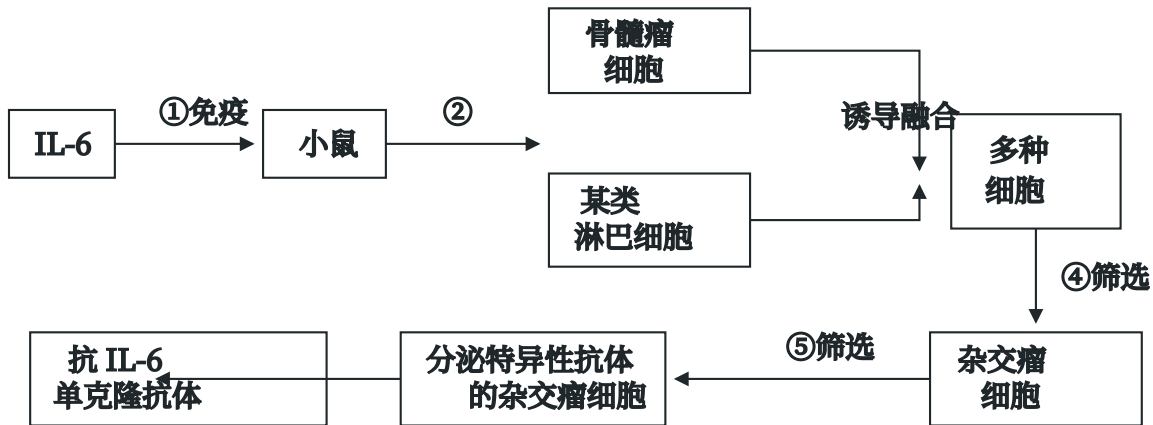 骨髓瘤
细胞
①免疫
②
IL-6
小鼠
诱导融合
多种
细胞
某类
淋巴细胞
④筛选
抗 IL-6
单克隆抗体
分泌特异性抗体
的杂交瘤细胞
⑤筛选
杂交瘤
细胞